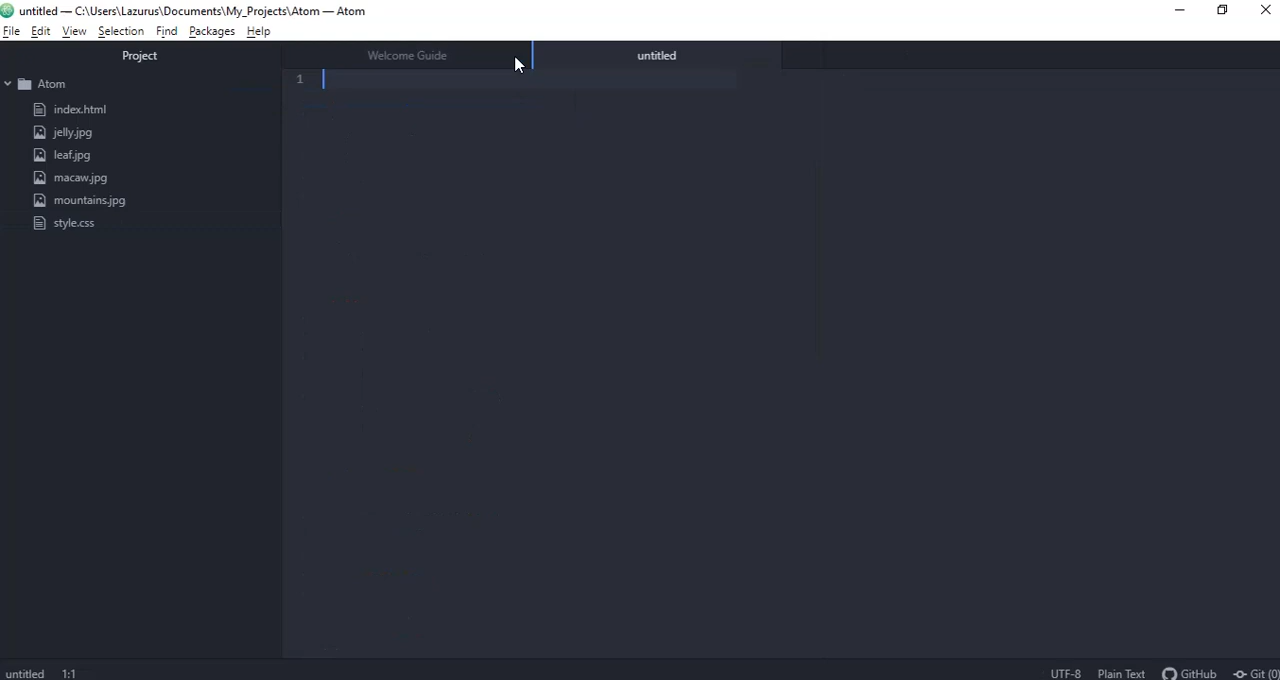 untitled — C:\Users\Lazurus\Documents\My_Projects\Atom — Atom
File Edit View Selection Find Packages Help
Project Welcome Guide untitled
Atom
1
index.html
jelly.jpg
leaf.jpg
macaw.jpg
mountains.jpg
style.css
untitled 1:1 UTF-8 Plain Text GitHub Git (0)